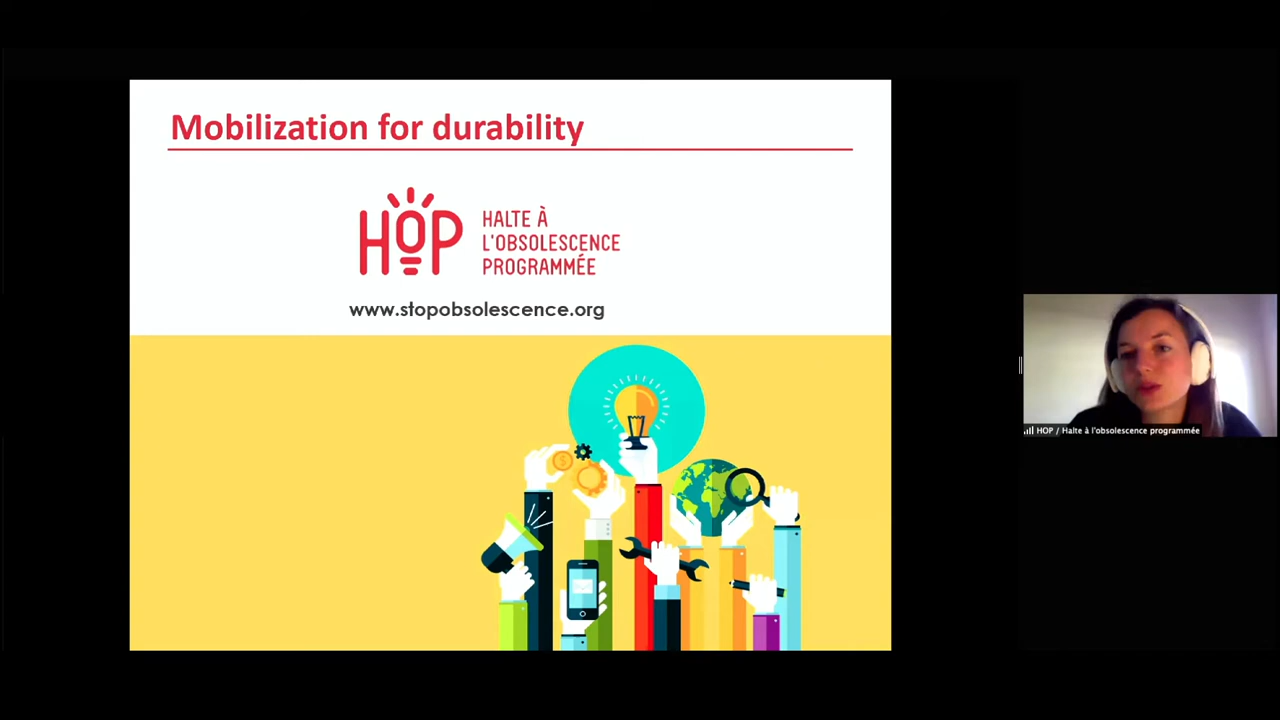 Mobilization for durability
HOP
HALTE À
L'OBSOLESCENCE
PROGRAMMÉE
www.stopobsolescence.org
$
HOP / Halte à l'obsolescence programmée